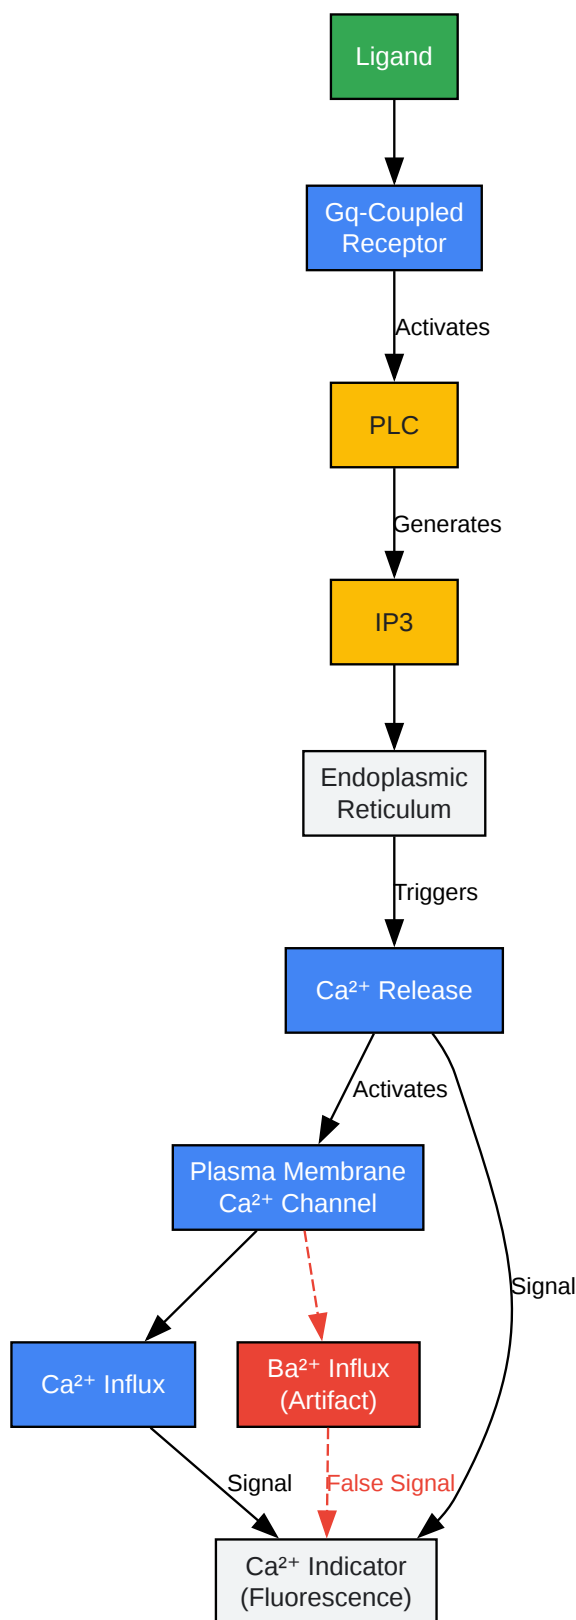 Ligand
Gq-Coupled
Receptor
Activates
PLC
Generates
IP3
Endoplasmic
Reticulum
Triggers
Ca²⁺ Release
Activates
Plasma Membrane
Ca²⁺ Channel
Signal
Ca²⁺ Influx
Ba²⁺ Influx
(Artifact)
Signal
False Signal
Ca²⁺ Indicator
(Fluorescence)